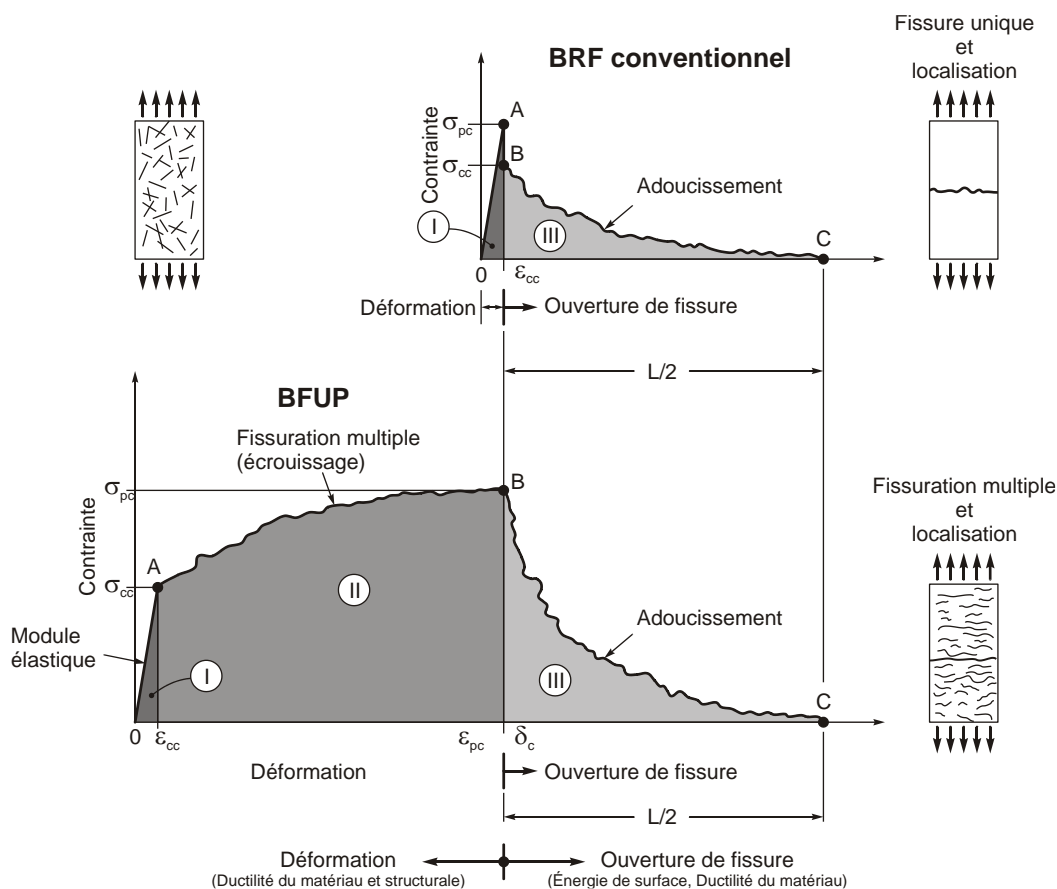 Fissure unique
et
localisation
BRF conventionnel
Contrainte
σpc
A
σcc
B
Adoucissement
I
III
C
0
εcc
Déformation
Ouverture de fissure
L/2
BFUP
Fissuration multiple
(écrouissage)
Fissuration multiple
et
localisation
Contrainte
σpc
B
A
σcc
II
Adoucissement
Module
élastique
I
III
C
0
εcc
εpc
δc
Déformation
Ouverture de fissure
L/2
Déformation
(Ductilité du matériau et structurale)
Ouverture de fissure
(Énergie de surface, Ductilité du matériau)